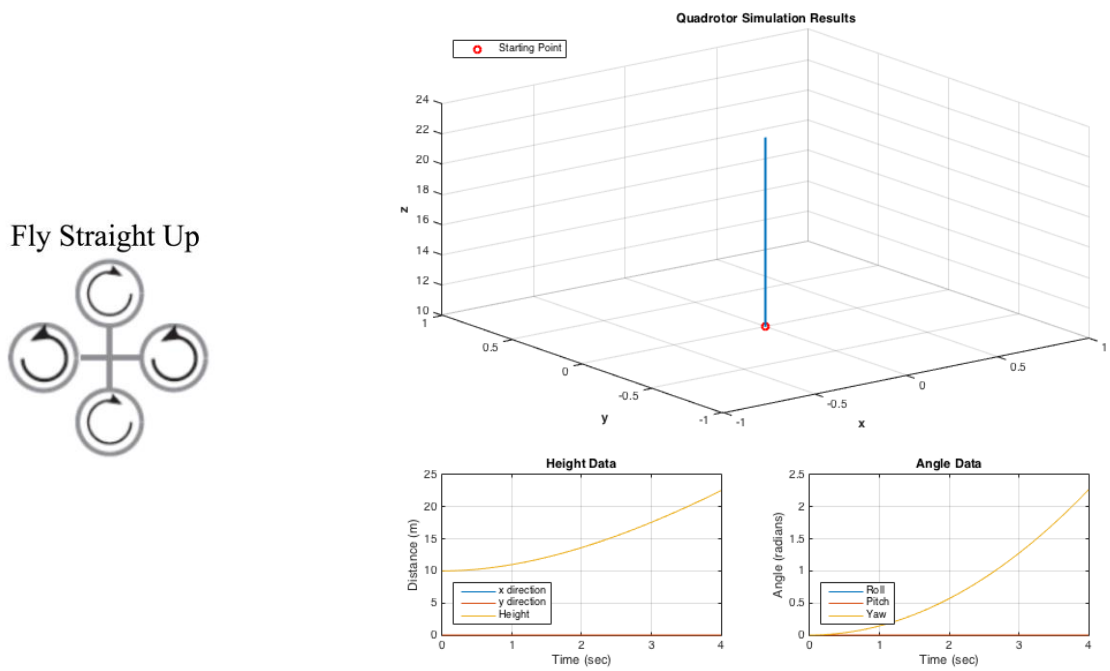 Fly Straight Up
Quadrotor Simulation Results
Starting Point
24
22
20
18
16
14
12
10
z
1
0.5
0
-0.5
-1
y
-1
-0.5
0
0.5
1
x
Height Data
25
20
15
10
5
0
Distance (m)
x direction
y direction
Height
0 1 2 3 4
Time (sec)
Angle Data
2.5
2
1.5
1
0.5
0
Angle (radians)
Roll
Pitch
Yaw
0 1 2 3 4
Time (sec)